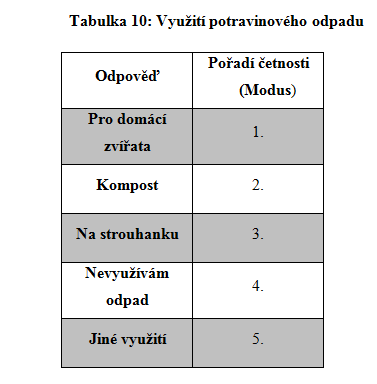 Tabulka 10: Využití potravinového odpadu
Odpověď
Pořadí četnosti
(Modus)
Pro domácí
zvířata
1.
Kompost
2.
Na strouhanku
3.
Nevyužívám
odpad
4.
Jiné využití
5.